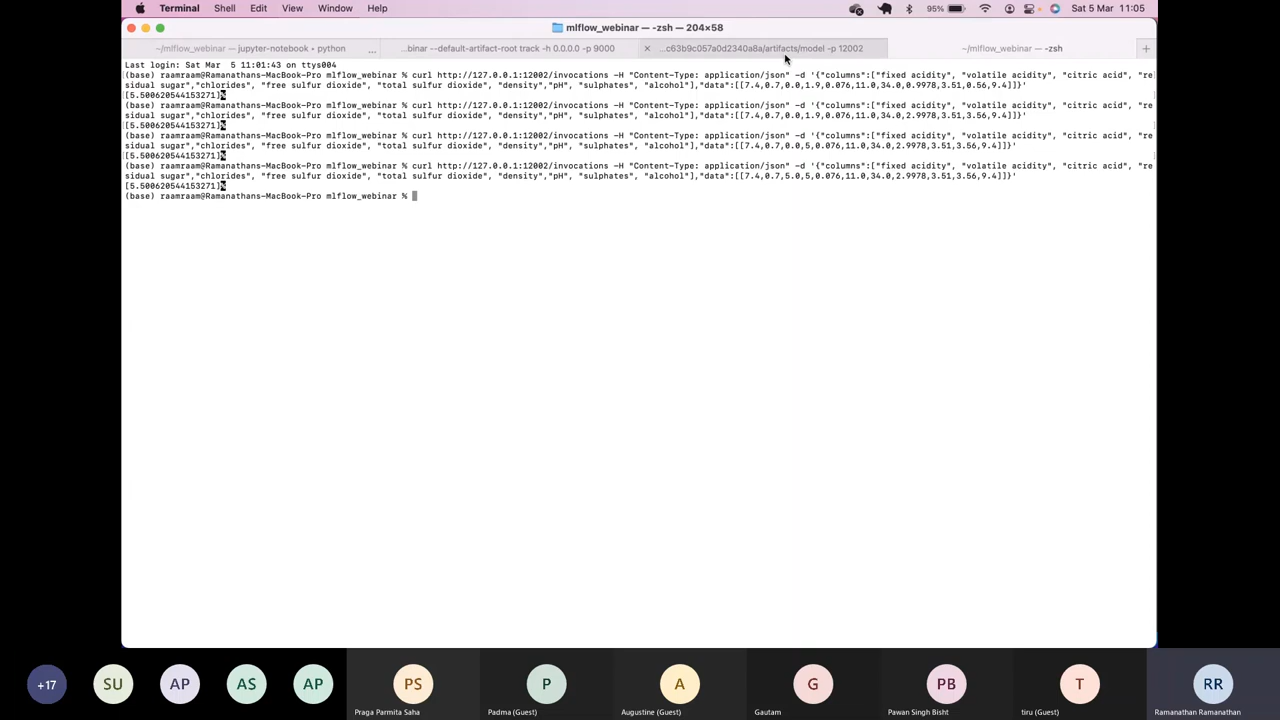 Terminal Shell Edit View Window Help 95% Sat 5 Mar 11:05
mlflow_webinar — -zsh — 204×58
~/mlflow_webinar — jupyter-notebook • python ... ...binar --default-artifact-root track -h 0.0.0.0 -p 9000 ...c63b9c057a0d2340a8a/artifacts/model -p 12002 ~/mlflow_webinar — -zsh
Last login: Sat Mar  5 11:01:43 on ttys004
(base) raamraam@Ramanathans-MacBook-Pro mlflow_webinar % curl http://127.0.0.1:12002/invocations -H "Content-Type: application/json" -d '{"columns":["fixed acidity", "volatile acidity", "citric acid", "re
sidual sugar","chlorides", "free sulfur dioxide", "total sulfur dioxide", "density","pH", "sulphates", "alcohol"],"data":[[7.4,0.7,0.0,1.9,0.076,11.0,34.0,0.9978,3.51,0.56,9.4]]}'
[5.500620544153271]%
(base) raamraam@Ramanathans-MacBook-Pro mlflow_webinar % curl http://127.0.0.1:12002/invocations -H "Content-Type: application/json" -d '{"columns":["fixed acidity", "volatile acidity", "citric acid", "re
sidual sugar","chlorides", "free sulfur dioxide", "total sulfur dioxide", "density","pH", "sulphates", "alcohol"],"data":[[7.4,0.7,0.0,1.9,0.076,11.0,34.0,2.9978,3.51,3.56,9.4]]}'
[5.500620544153271]%
(base) raamraam@Ramanathans-MacBook-Pro mlflow_webinar % curl http://127.0.0.1:12002/invocations -H "Content-Type: application/json" -d '{"columns":["fixed acidity", "volatile acidity", "citric acid", "re
sidual sugar","chlorides", "free sulfur dioxide", "total sulfur dioxide", "density","pH", "sulphates", "alcohol"],"data":[[7.4,0.7,0.0,5,0.076,11.0,34.0,2.9978,3.51,3.56,9.4]]}'
[5.500620544153271]%
(base) raamraam@Ramanathans-MacBook-Pro mlflow_webinar % curl http://127.0.0.1:12002/invocations -H "Content-Type: application/json" -d '{"columns":["fixed acidity", "volatile acidity", "citric acid", "re
sidual sugar","chlorides", "free sulfur dioxide", "total sulfur dioxide", "density","pH", "sulphates", "alcohol"],"data":[[7.4,0.7,5.0,5,0.076,11.0,34.0,2.9978,3.51,3.56,9.4]]}'
[5.500620544153271]%
(base) raamraam@Ramanathans-MacBook-Pro mlflow_webinar %
+17 SU AP AS AP PS P A G PB T RR
Praga Parmita Saha Padma (Guest) Augustine (Guest) Gautam Pawan Singh Bisht tiru (Guest) Ramanathan Ramanathan